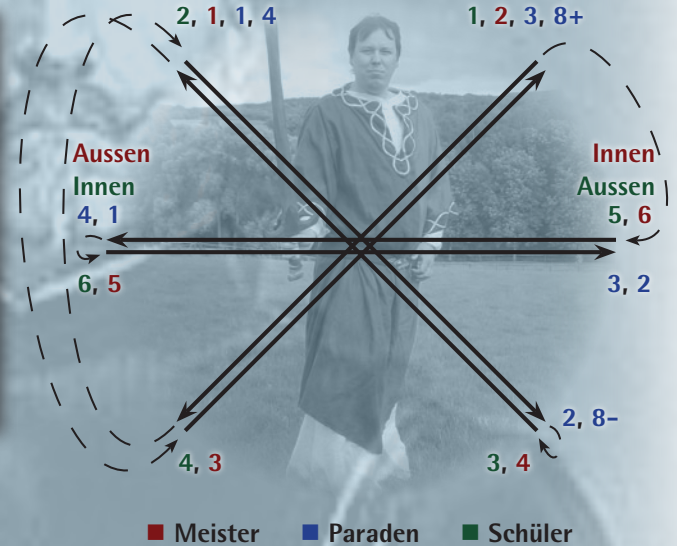 2, 1, 1, 4
1, 2, 3, 8+
Aussen
Innen
4, 1
Innen
Aussen
5, 6
6, 5
3, 2
2, 8-
4, 3
3, 4
Meister Paraden Schüler